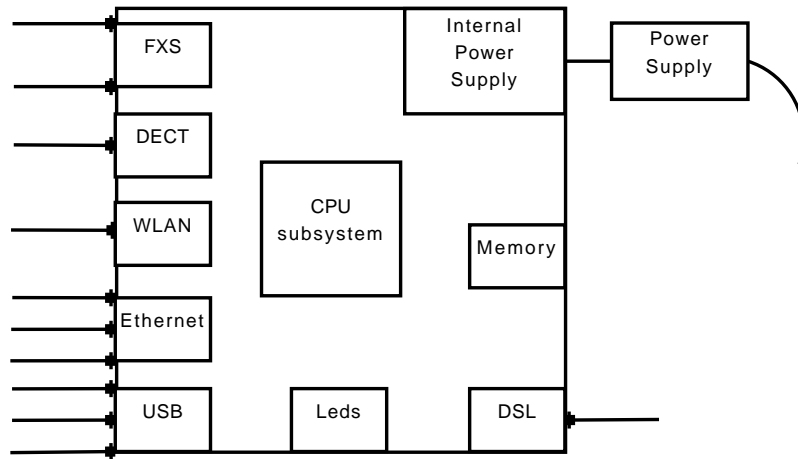 FXS
Internal
Power
Supply
Power
Supply
DECT
WLAN
CPU
subsystem
Memory
Ethernet
USB
Leds
DSL